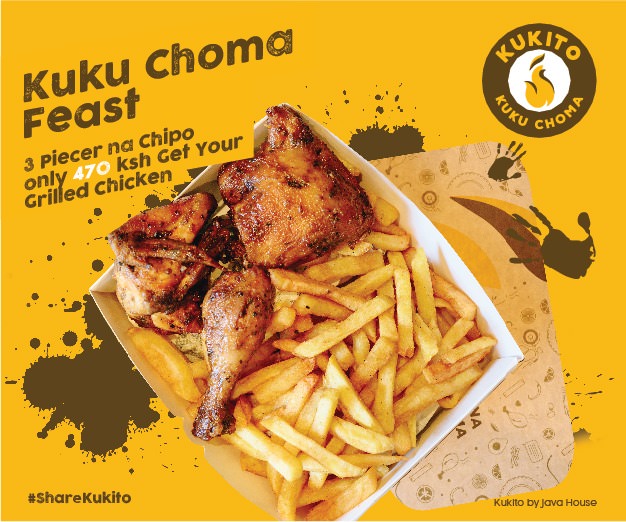 Kuku Choma
Feast
3 Piecer na Chipo
only 470 ksh Get Your
Grilled Chicken
KUKITO
KUKU CHOMA
#ShareKukito
Kukito by Java House